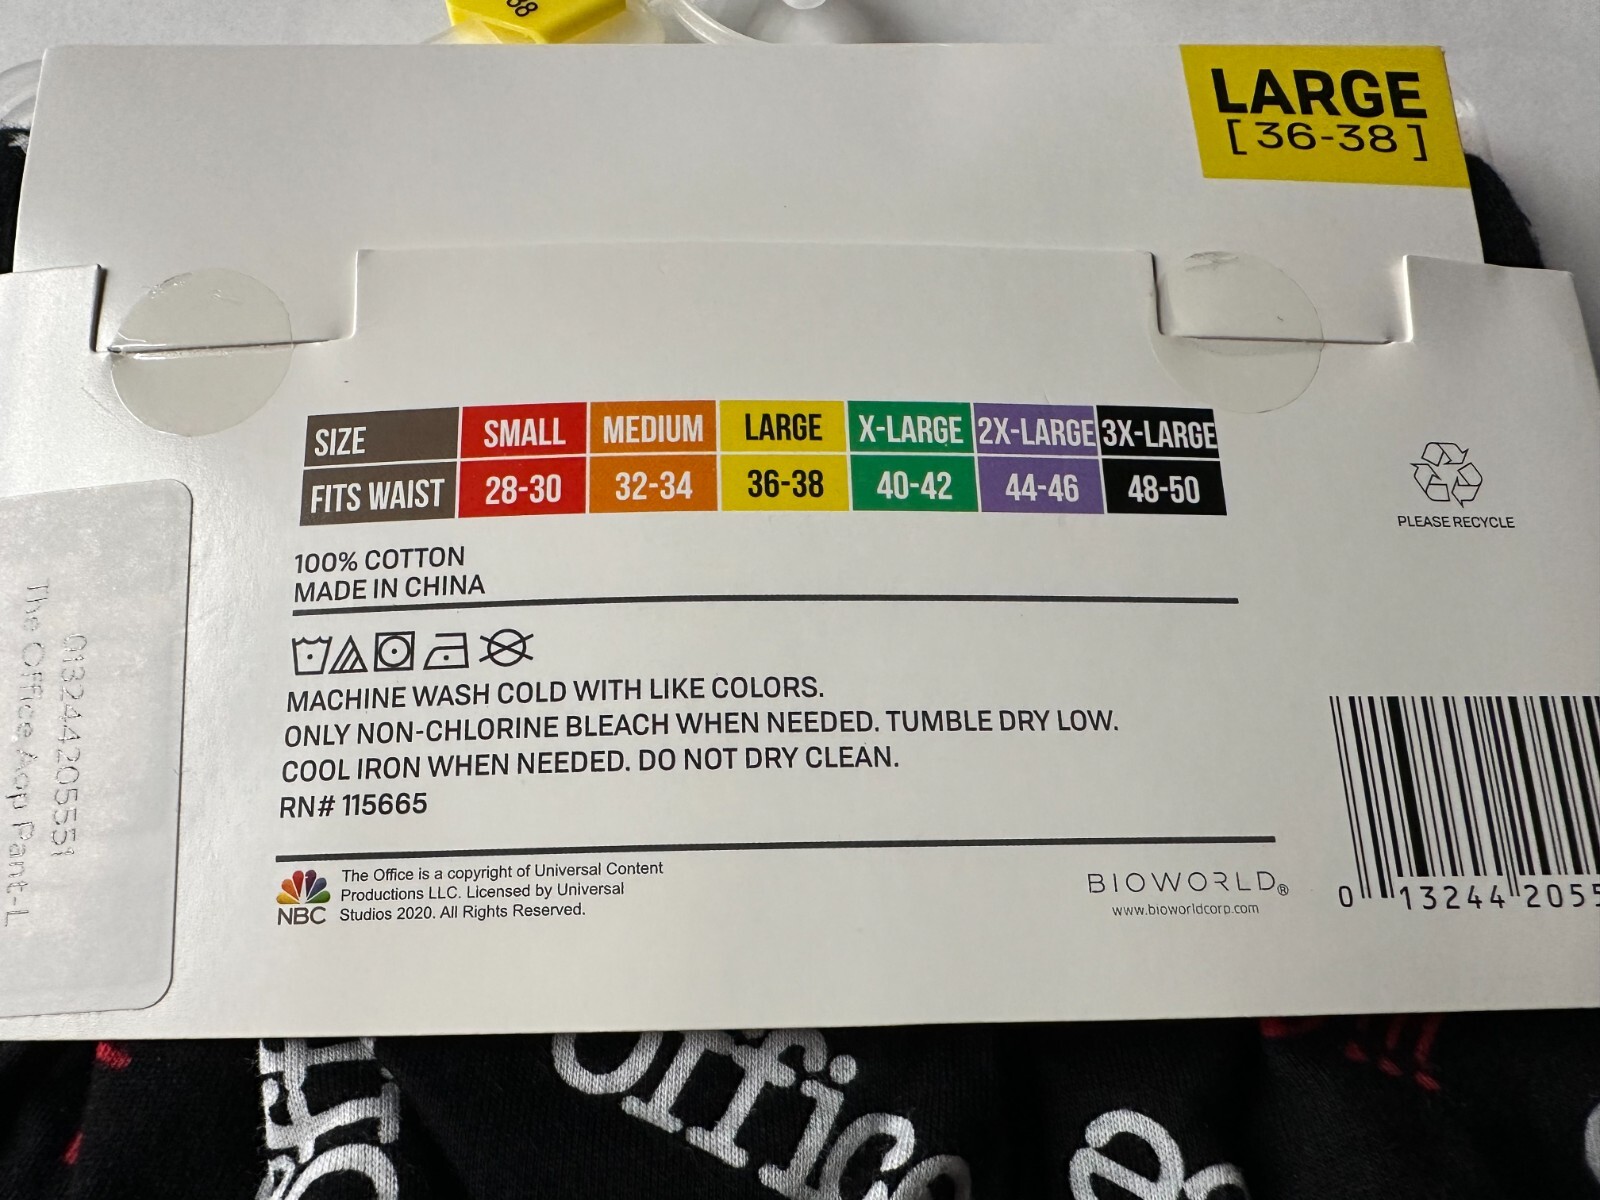 38
LARGE
[36-38]
SIZE SMALL MEDIUM LARGE X-LARGE 2X-LARGE 3X-LARGE
FITS WAIST 28-30 32-34 36-38 40-42 44-46 48-50
PLEASE RECYCLE
100% COTTON
MADE IN CHINA
MACHINE WASH COLD WITH LIKE COLORS.
ONLY NON-CHLORINE BLEACH WHEN NEEDED. TUMBLE DRY LOW.
COOL IRON WHEN NEEDED. DO NOT DRY CLEAN.
RN# 115665
013244205551
The Office Aop Pant-L
NBC
The Office is a copyright of Universal Content
Productions LLC. Licensed by Universal
Studios 2020. All Rights Reserved.
BIOWORLD®
www.bioworldcorp.com
0 13244 2055
office